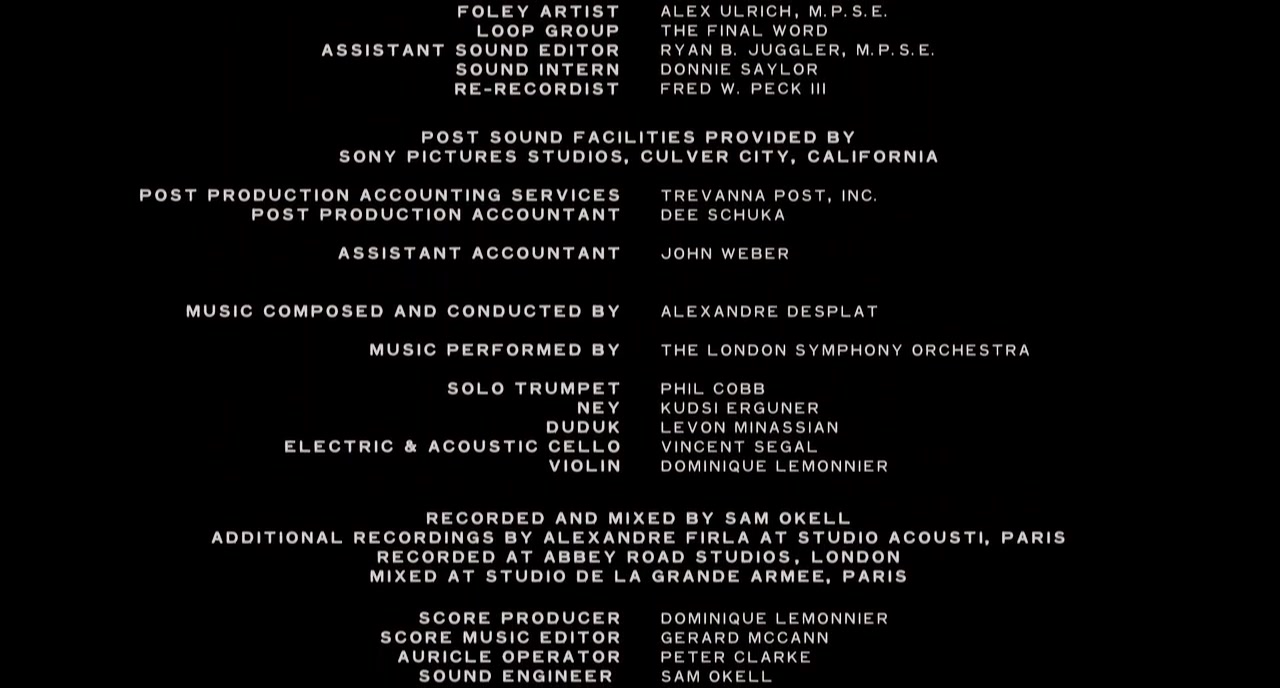 FOLEY ARTIST ALEX ULRICH, M.P.S.E.
LOOP GROUP THE FINAL WORD
ASSISTANT SOUND EDITOR RYAN B. JUGGLER, M.P.S.E.
SOUND INTERN DONNIE SAYLOR
RE-RECORDIST FRED W. PECK III
POST SOUND FACILITIES PROVIDED BY
SONY PICTURES STUDIOS, CULVER CITY, CALIFORNIA
POST PRODUCTION ACCOUNTING SERVICES TREVANNA POST, INC.
POST PRODUCTION ACCOUNTANT DEE SCHUKA
ASSISTANT ACCOUNTANT JOHN WEBER
MUSIC COMPOSED AND CONDUCTED BY ALEXANDRE DESPLAT
MUSIC PERFORMED BY THE LONDON SYMPHONY ORCHESTRA
SOLO TRUMPET PHIL COBB
NEY KUDSI ERGUNER
DUDUK LEVON MINASSIAN
ELECTRIC & ACOUSTIC CELLO VINCENT SEGAL
VIOLIN DOMINIQUE LEMONNIER
RECORDED AND MIXED BY SAM OKELL
ADDITIONAL RECORDINGS BY ALEXANDRE FIRLA AT STUDIO ACOUSTI, PARIS
RECORDED AT ABBEY ROAD STUDIOS, LONDON
MIXED AT STUDIO DE LA GRANDE ARMEE, PARIS
SCORE PRODUCER DOMINIQUE LEMONNIER
SCORE MUSIC EDITOR GERARD MCCANN
AURICLE OPERATOR PETER CLARKE
SOUND ENGINEER SAM OKELL